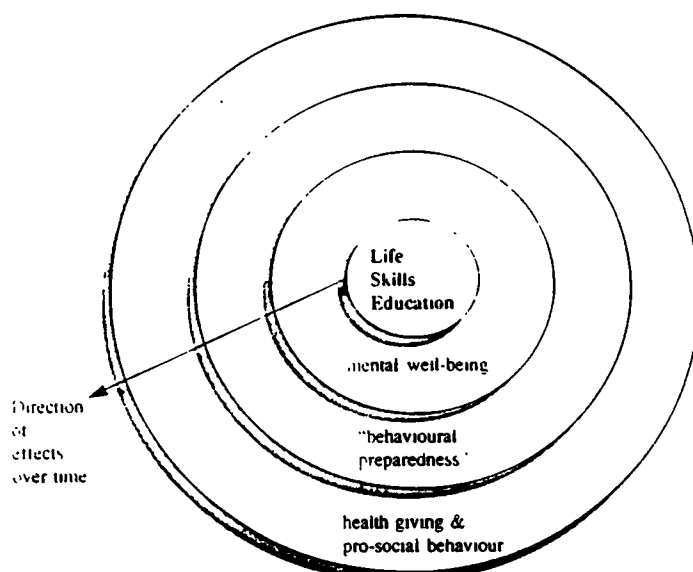 Life
Skills
Education
mental well-being
"behavioural
preparedness"
health giving &
pro-social behaviour
Direction
of
effects
over time